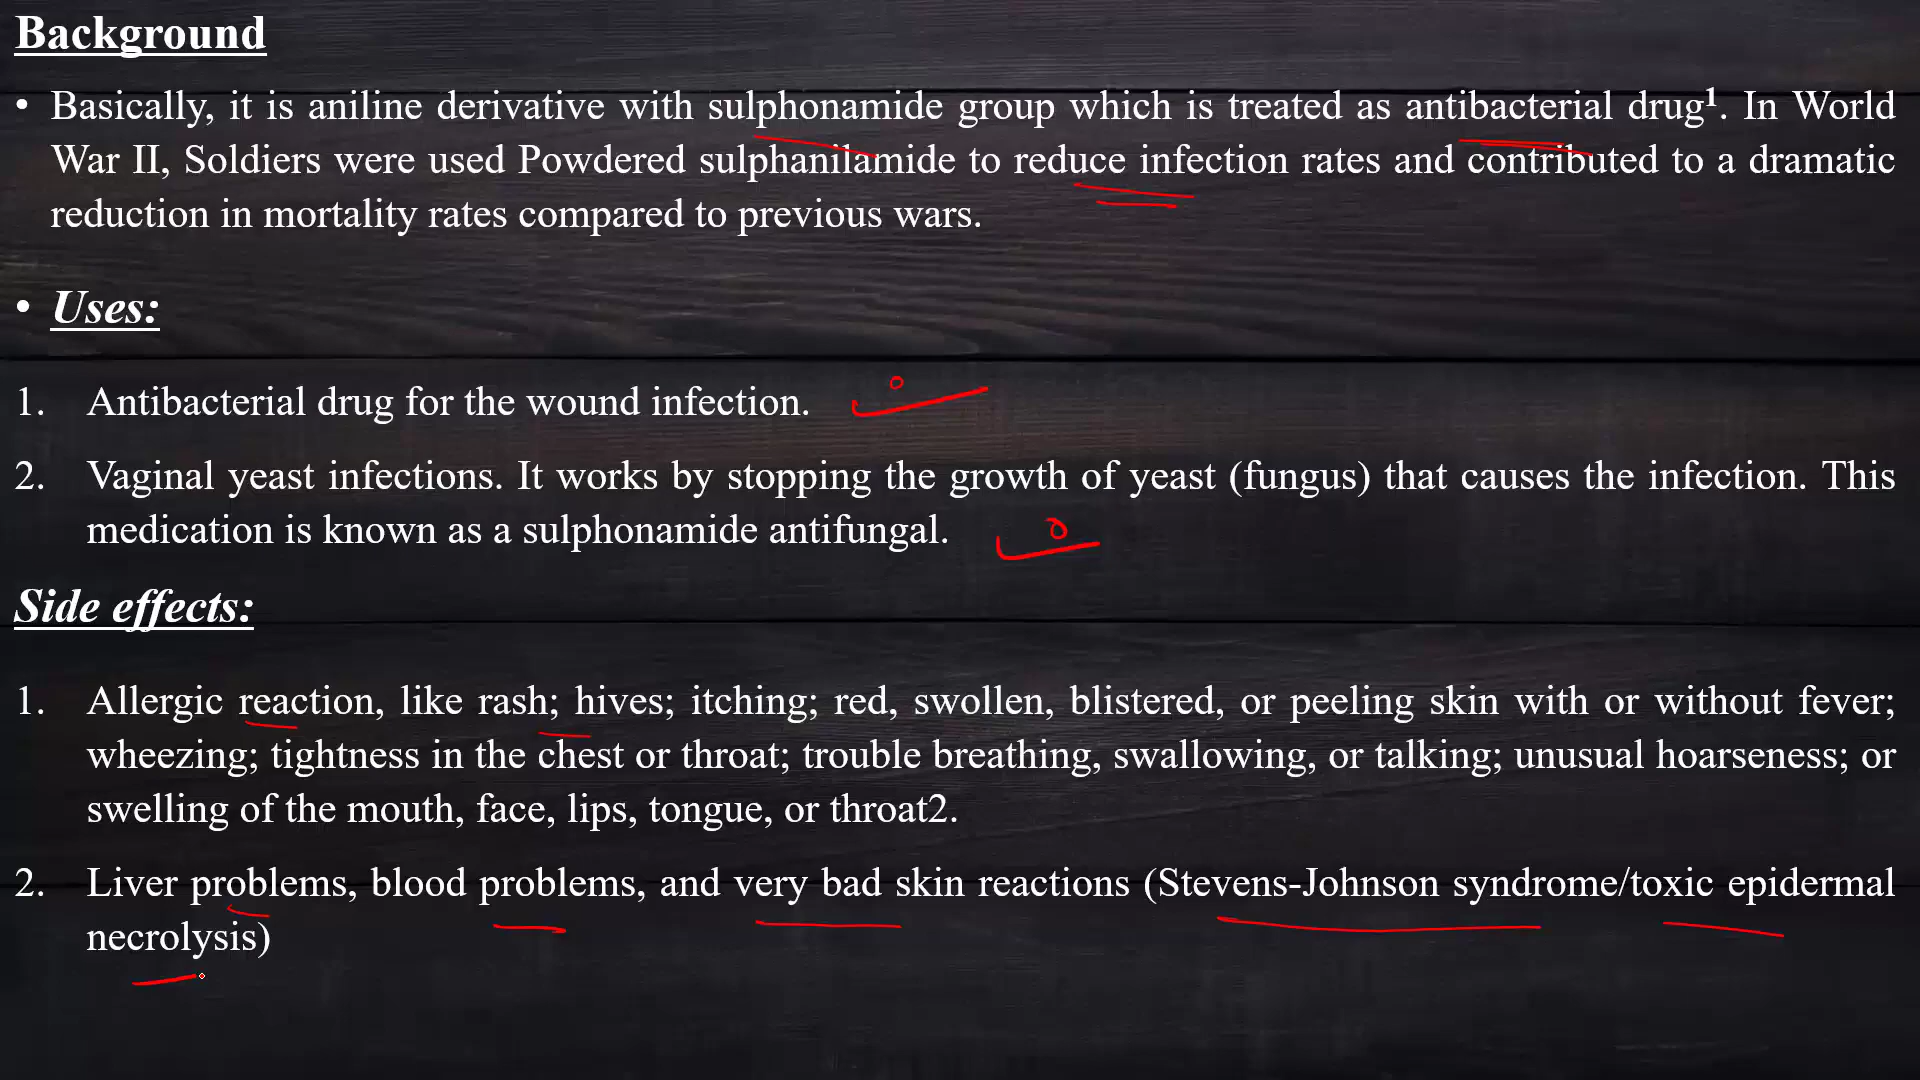 Background
• Basically, it is aniline derivative with sulphonamide group which is treated as antibacterial drug¹. In World
War II, Soldiers were used Powdered sulphanilamide to reduce infection rates and contributed to a dramatic
reduction in mortality rates compared to previous wars.
• Uses:
1. Antibacterial drug for the wound infection.
2. Vaginal yeast infections. It works by stopping the growth of yeast (fungus) that causes the infection. This
medication is known as a sulphonamide antifungal.
Side effects:
1. Allergic reaction, like rash; hives; itching; red, swollen, blistered, or peeling skin with or without fever;
wheezing; tightness in the chest or throat; trouble breathing, swallowing, or talking; unusual hoarseness; or
swelling of the mouth, face, lips, tongue, or throat2.
2. Liver problems, blood problems, and very bad skin reactions (Stevens-Johnson syndrome/toxic epidermal
necrolysis)